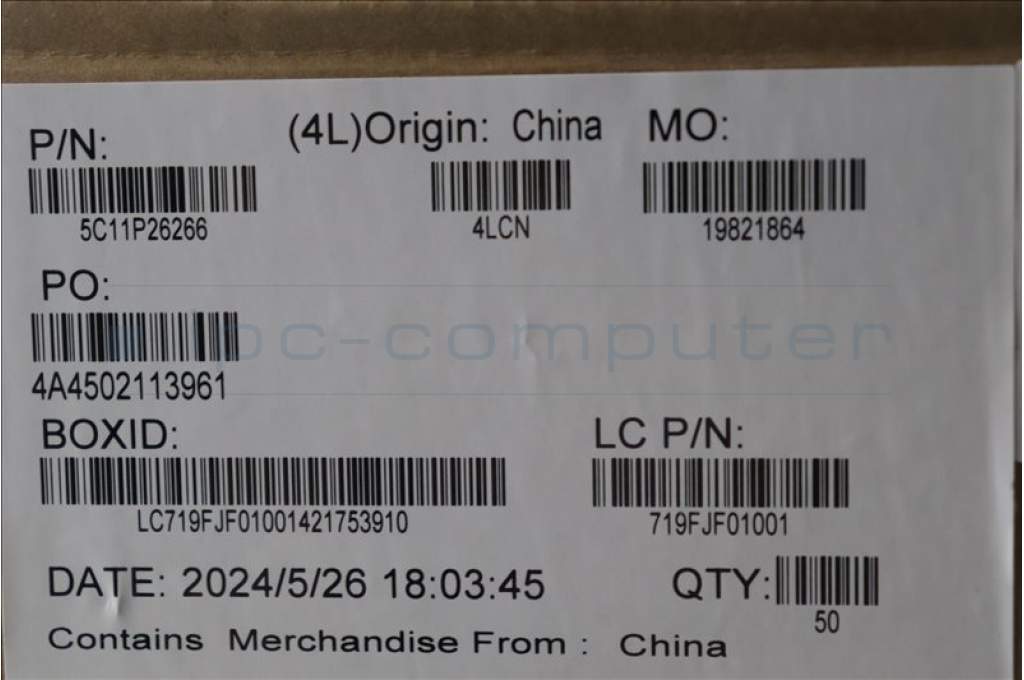 P/N: (4L)Origin: China MO:
5C11P26266 4LCN 19821864
PO:
ipc-computer
4A4502113961
BOXID: LC P/N:
LC719FJF01001421753910 719FJF01001
DATE: 2024/5/26 18:03:45 QTY:
50
Contains Merchandise From : China